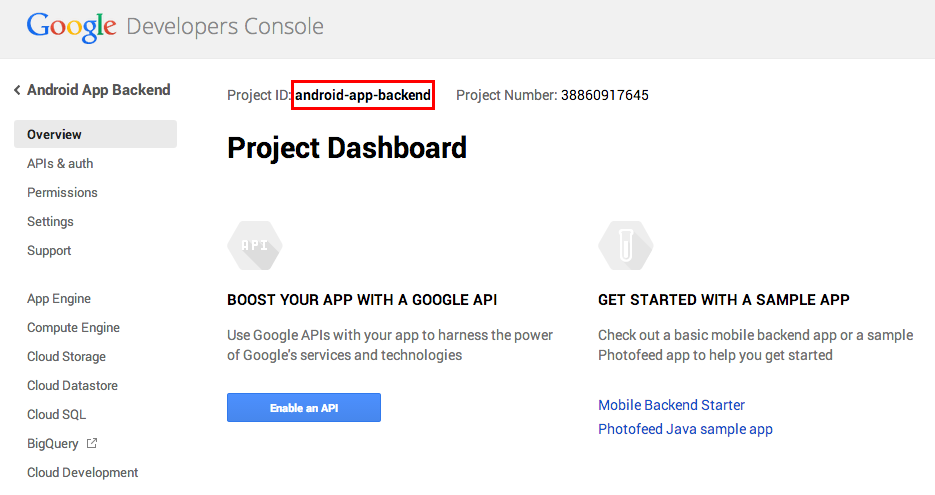 Google Developers Console
Android App Backend
Project ID: android-app-backend Project Number: 38860917645
Overview
APIs & auth
Permissions
Settings
Support
App Engine
Compute Engine
Cloud Storage
Cloud Datastore
Cloud SQL
BigQuery
Cloud Development
Project Dashboard
API
BOOST YOUR APP WITH A GOOGLE API
Use Google APIs with your app to harness the power
of Google's services and technologies
Enable an API
GET STARTED WITH A SAMPLE APP
Check out a basic mobile backend app or a sample
Photofeed app to help you get started
Mobile Backend Starter
Photofeed Java sample app